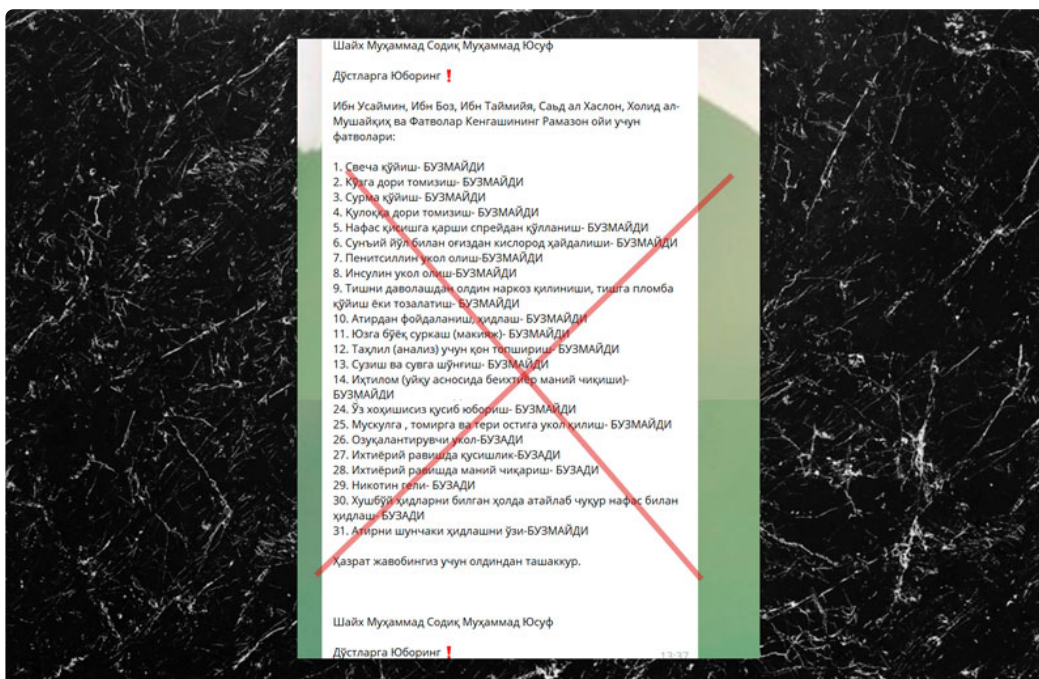 Шайх Муҳаммад Содиқ Муҳаммад Юсуф
Дўстларга Юборинг❗
Ибн Усаймин, Ибн Боз, Ибн Таймийя, Саьд ал Хаслон, Холид ал-
Мушайқиҳ ва Фатволар Кенгашининг Рамазон ойи учун
фатволари:
1. Свеча қўйиш- БУЗМАЙДИ
2. Кўзга дори томизиш- БУЗМАЙДИ
3. Сурма қўйиш- БУЗМАЙДИ
4. Қулоққа дори томизиш- БУЗМАЙДИ
5. Нафас қисишга қарши спрейдан қўлланиш- БУЗМАЙДИ
6. Сунъий йўл билан оғиздан кислород ҳайдалиши- БУЗМАЙДИ
7. Пенитсиллин укол олиш-БУЗМАЙДИ
8. Инсулин укол олиш-БУЗМАЙДИ
9. Тишни даволашдан олдин наркоз қилиниши, тишга пломба
қўйиш ёки тозалатиш- БУЗМАЙДИ
10. Атирдан фойдаланиш, ҳидлаш- БУЗМАЙДИ
11. Юзга бўёқ суркаш (макияж)- БУЗМАЙДИ
12. Таҳлил (анализ) учун қон топшириш- БУЗМАЙДИ
13. Сузиш ва сувга шўнғиш- БУЗМАЙДИ
14. Иҳтилом (уйқу асносида беихтиёр маний чиқиши)-
БУЗМАЙДИ
24. Ўз хоҳишисиз қусиб юбориш- БУЗМАЙДИ
25. Мускулга , томирга ва тери остига укол қилиш- БУЗМАЙДИ
26. Озуқалантирувчи укол-БУЗАДИ
27. Ихтиёрий равишда қусишлик-БУЗАДИ
28. Ихтиёрий равишда маний чиқариш- БУЗАДИ
29. Никотин гели- БУЗАДИ
30. Хушбўй ҳидларни билган ҳолда атайлаб чуқур нафас билан
ҳидлаш- БУЗАДИ
31. Атирни шунчаки ҳидлашни ўзи-БУЗМАЙДИ
Ҳазрат жавобингиз учун олдиндан ташаккур.
Шайх Муҳаммад Содиқ Муҳаммад Юсуф
Дўстларга Юборинг❗
13:37